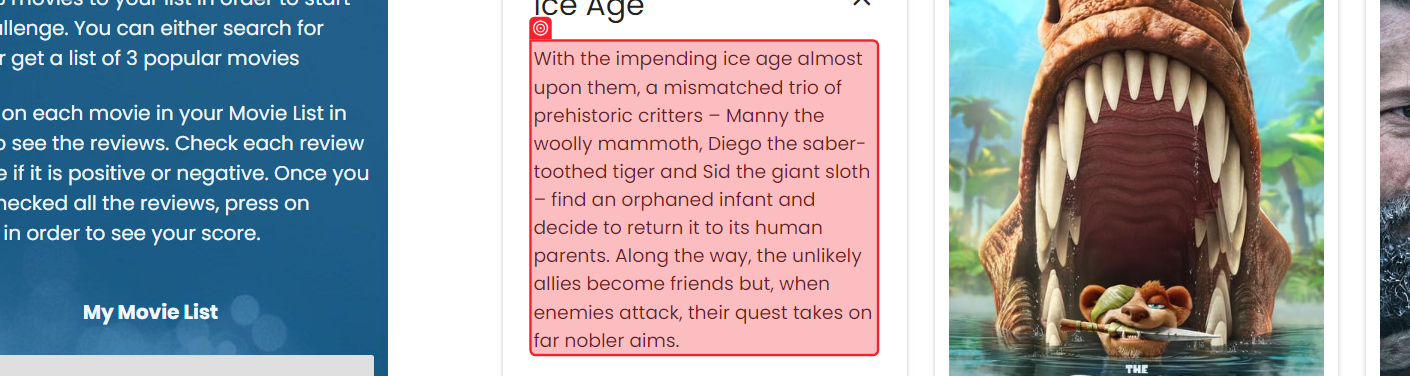 s movies to your list in order to start
llenge. You can either search for
r get a list of 3 popular movies
on each movie in your Movie List in
o see the reviews. Check each review
e if it is positive or negative. Once you
hecked all the reviews, press on
in order to see your score.
My Movie List
Ice Age
With the impending ice age almost
upon them, a mismatched trio of
prehistoric critters – Manny the
woolly mammoth, Diego the saber-
toothed tiger and Sid the giant sloth
– find an orphaned infant and
decide to return it to its human
parents. Along the way, the unlikely
allies become friends but, when
enemies attack, their quest takes on
far nobler aims.
THE